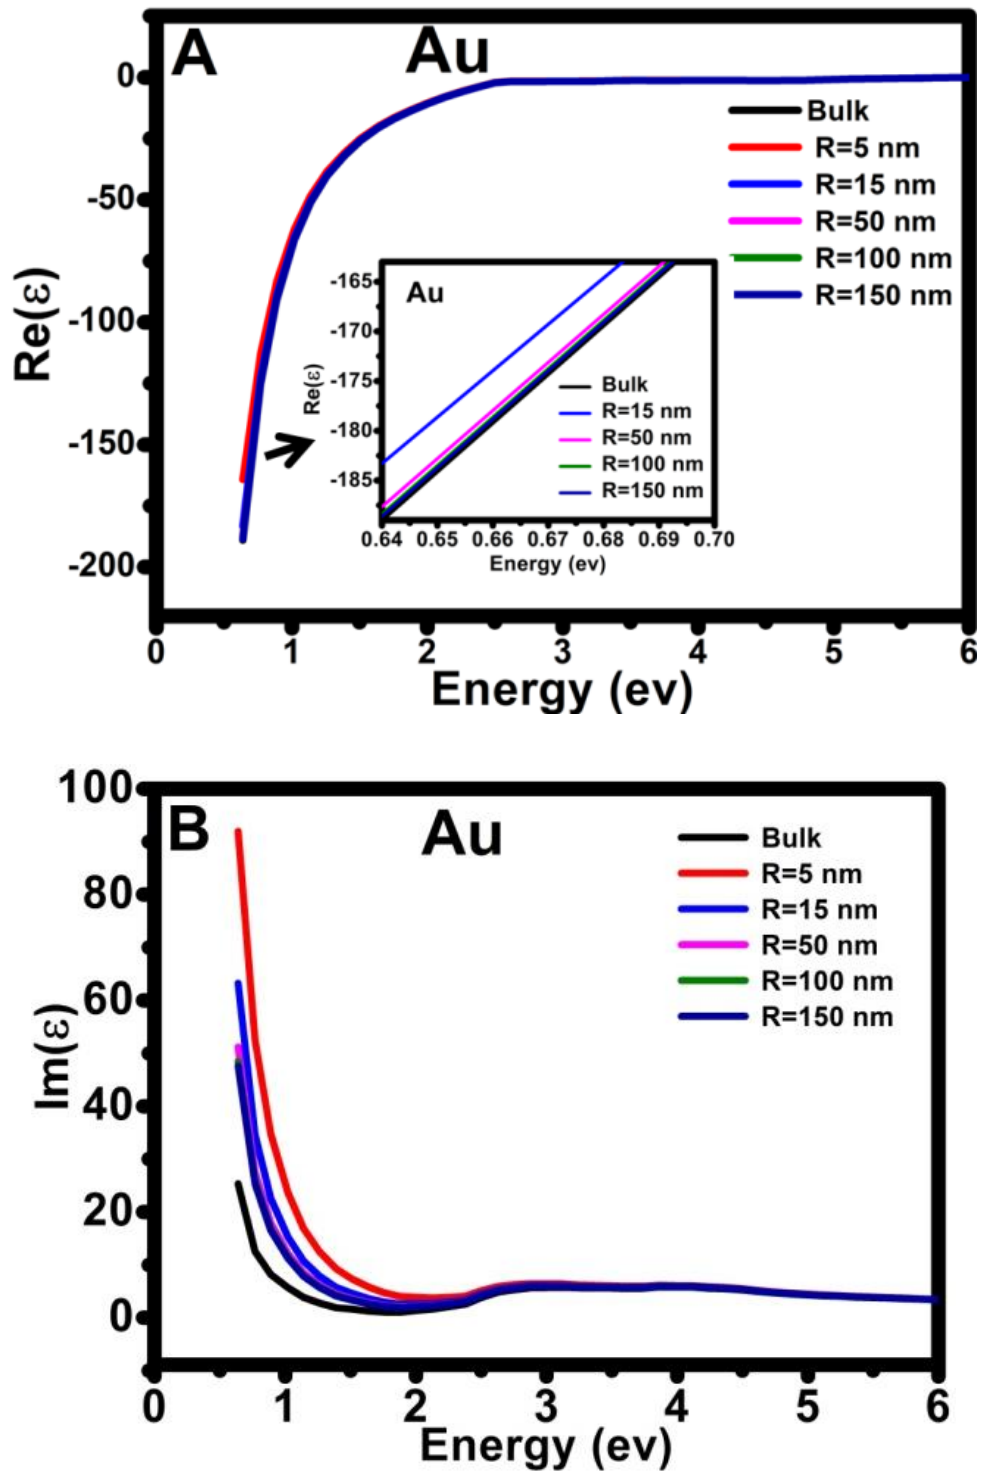 A
Au
0
-50
-100
-150
-200
Re(ε)
Bulk
R=5 nm
R=15 nm
R=50 nm
R=100 nm
R=150 nm
Au
-165
-170
-175
-180
-185
Re(ε)
Bulk
R=15 nm
R=50 nm
R=100 nm
R=150 nm
0.64 0.65 0.66 0.67 0.68 0.69 0.70
Energy (ev)
0 1 2 3 4 5 6
Energy (ev)
B
Au
100
80
60
40
20
0
Im(ε)
Bulk
R=5 nm
R=15 nm
R=50 nm
R=100 nm
R=150 nm
0 1 2 3 4 5 6
Energy (ev)